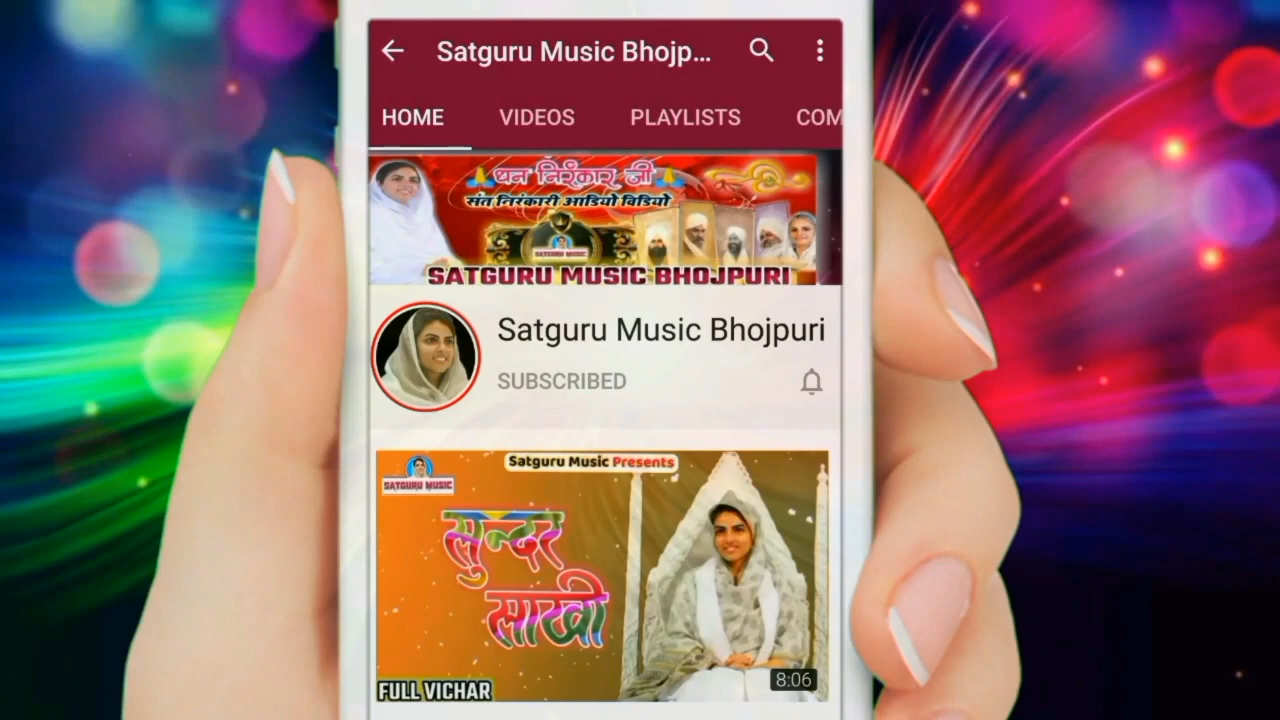 Satguru Music Bhojp...
HOME VIDEOS PLAYLISTS COM
धन निरंकार जी
संत निरंकारी आडियो विडियो
SATGURU MUSIC
SATGURU MUSIC BHOJPURI
Satguru Music Bhojpuri
SUBSCRIBED
Satguru Music Presents
SATGURU MUSIC
सुन्दर
साखी
FULL VICHAR
8:06